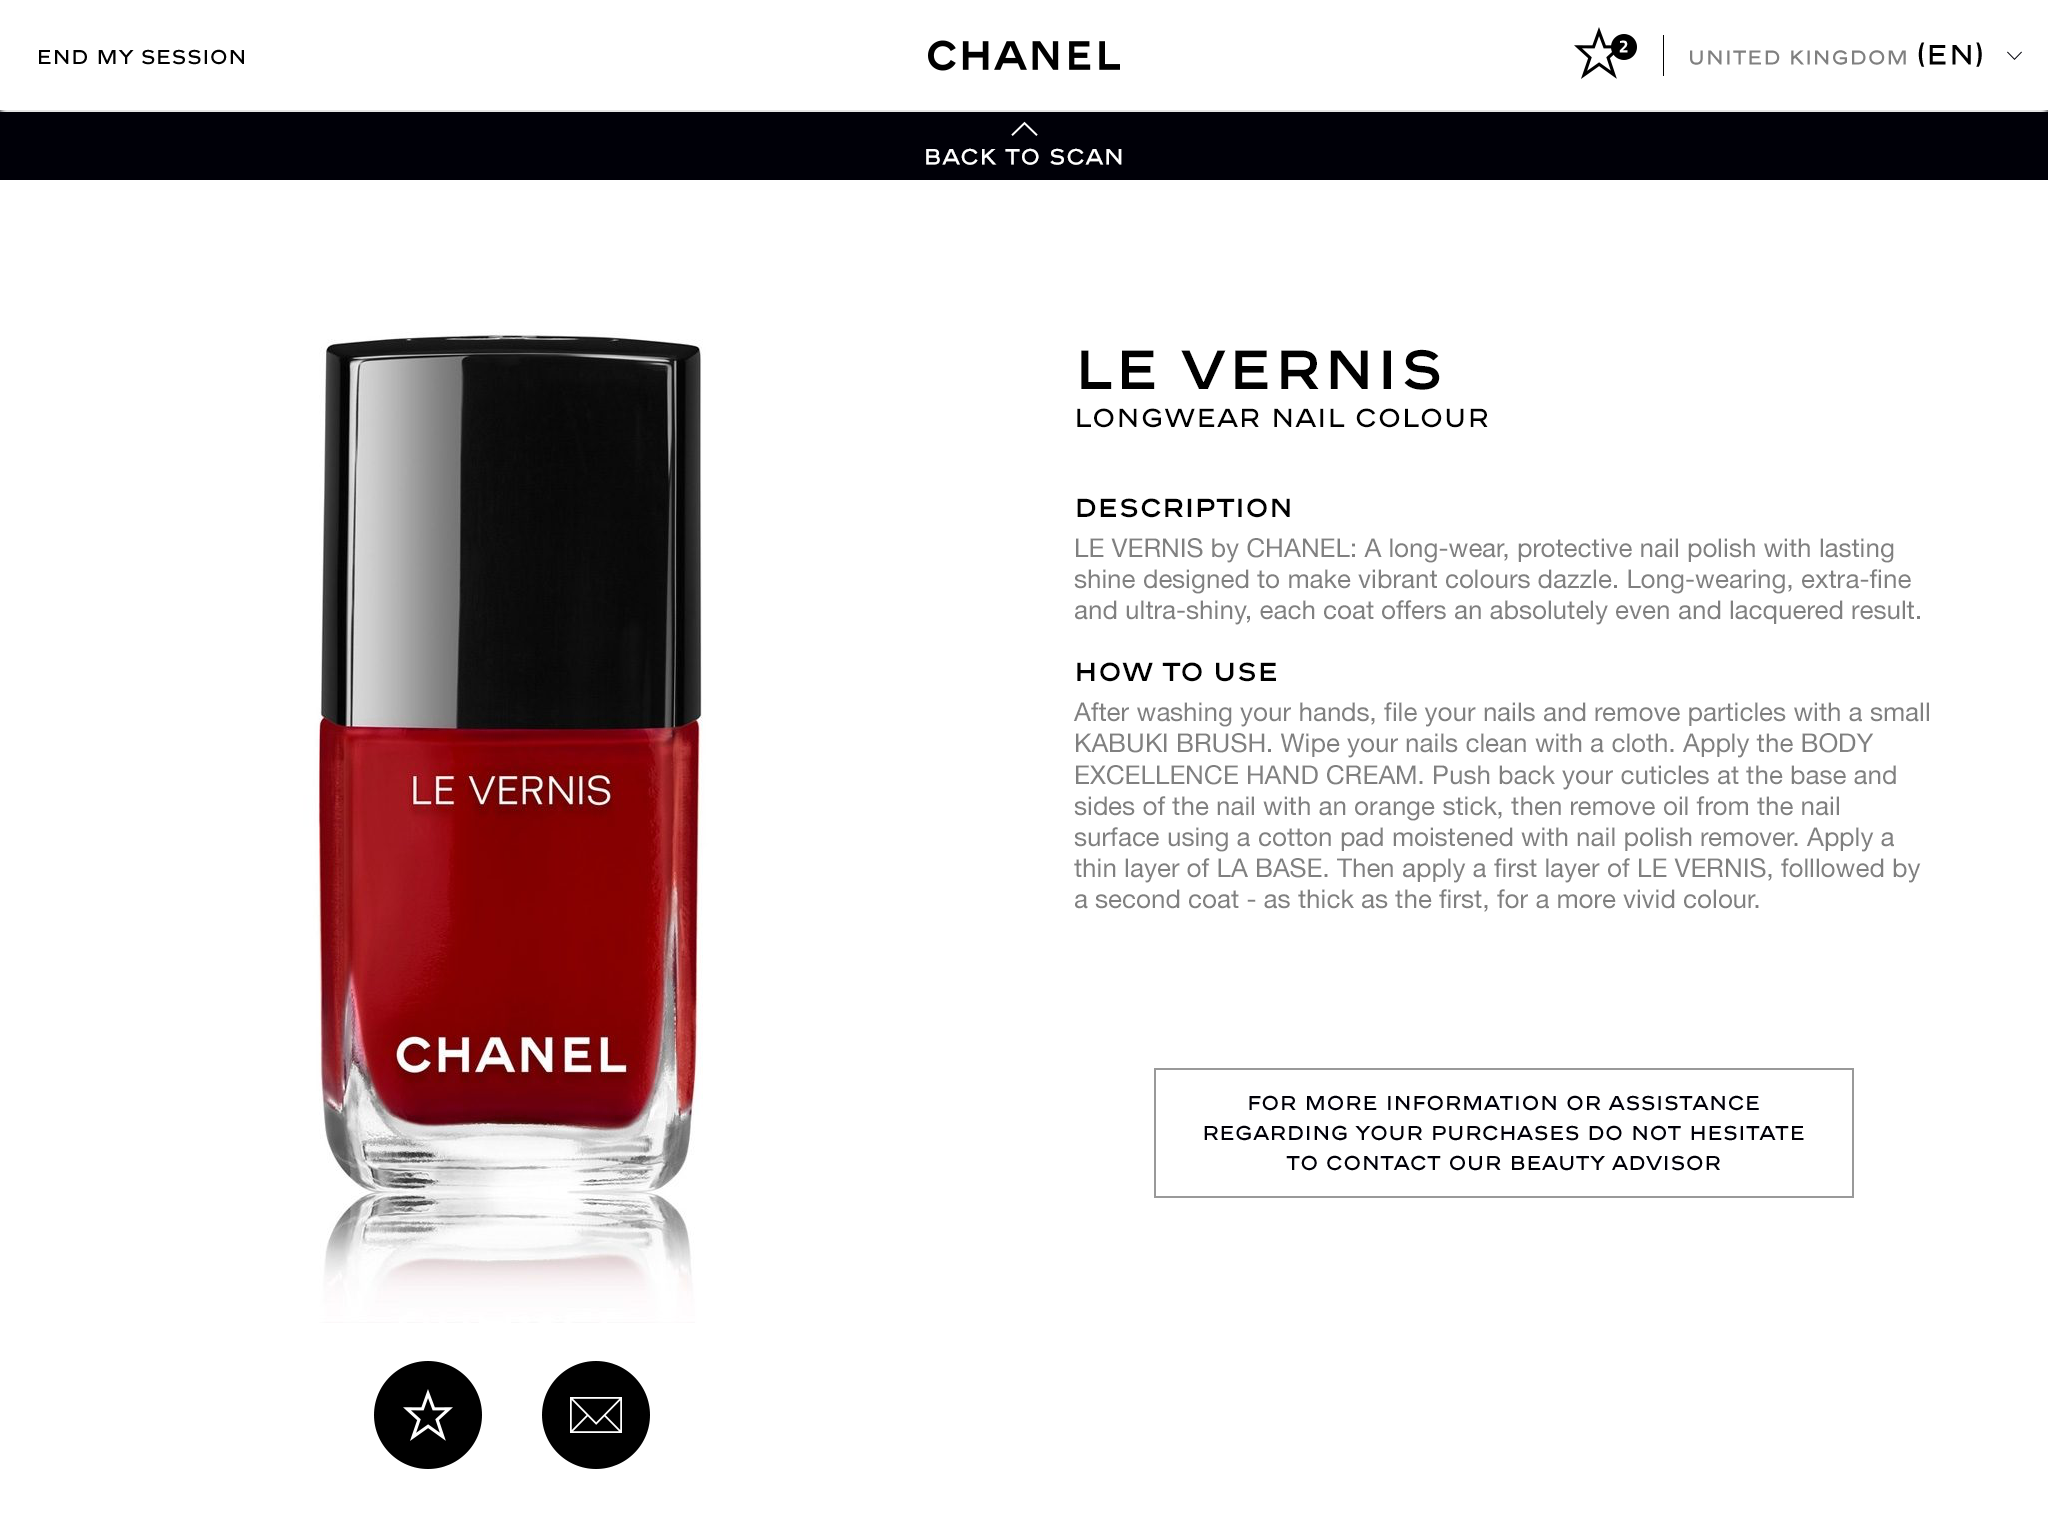 END MY SESSION
CHANEL
2
UNITED KINGDOM (EN)
BACK TO SCAN
LE VERNIS
CHANEL
LE VERNIS
LONGWEAR NAIL COLOUR
DESCRIPTION
LE VERNIS by CHANEL: A long-wear, protective nail polish with lasting
shine designed to make vibrant colours dazzle. Long-wearing, extra-fine
and ultra-shiny, each coat offers an absolutely even and lacquered result.
HOW TO USE
After washing your hands, file your nails and remove particles with a small
KABUKI BRUSH. Wipe your nails clean with a cloth. Apply the BODY
EXCELLENCE HAND CREAM. Push back your cuticles at the base and
sides of the nail with an orange stick, then remove oil from the nail
surface using a cotton pad moistened with nail polish remover. Apply a
thin layer of LA BASE. Then apply a first layer of LE VERNIS, folllowed by
a second coat - as thick as the first, for a more vivid colour.
FOR MORE INFORMATION OR ASSISTANCE
REGARDING YOUR PURCHASES DO NOT HESITATE
TO CONTACT OUR BEAUTY ADVISOR